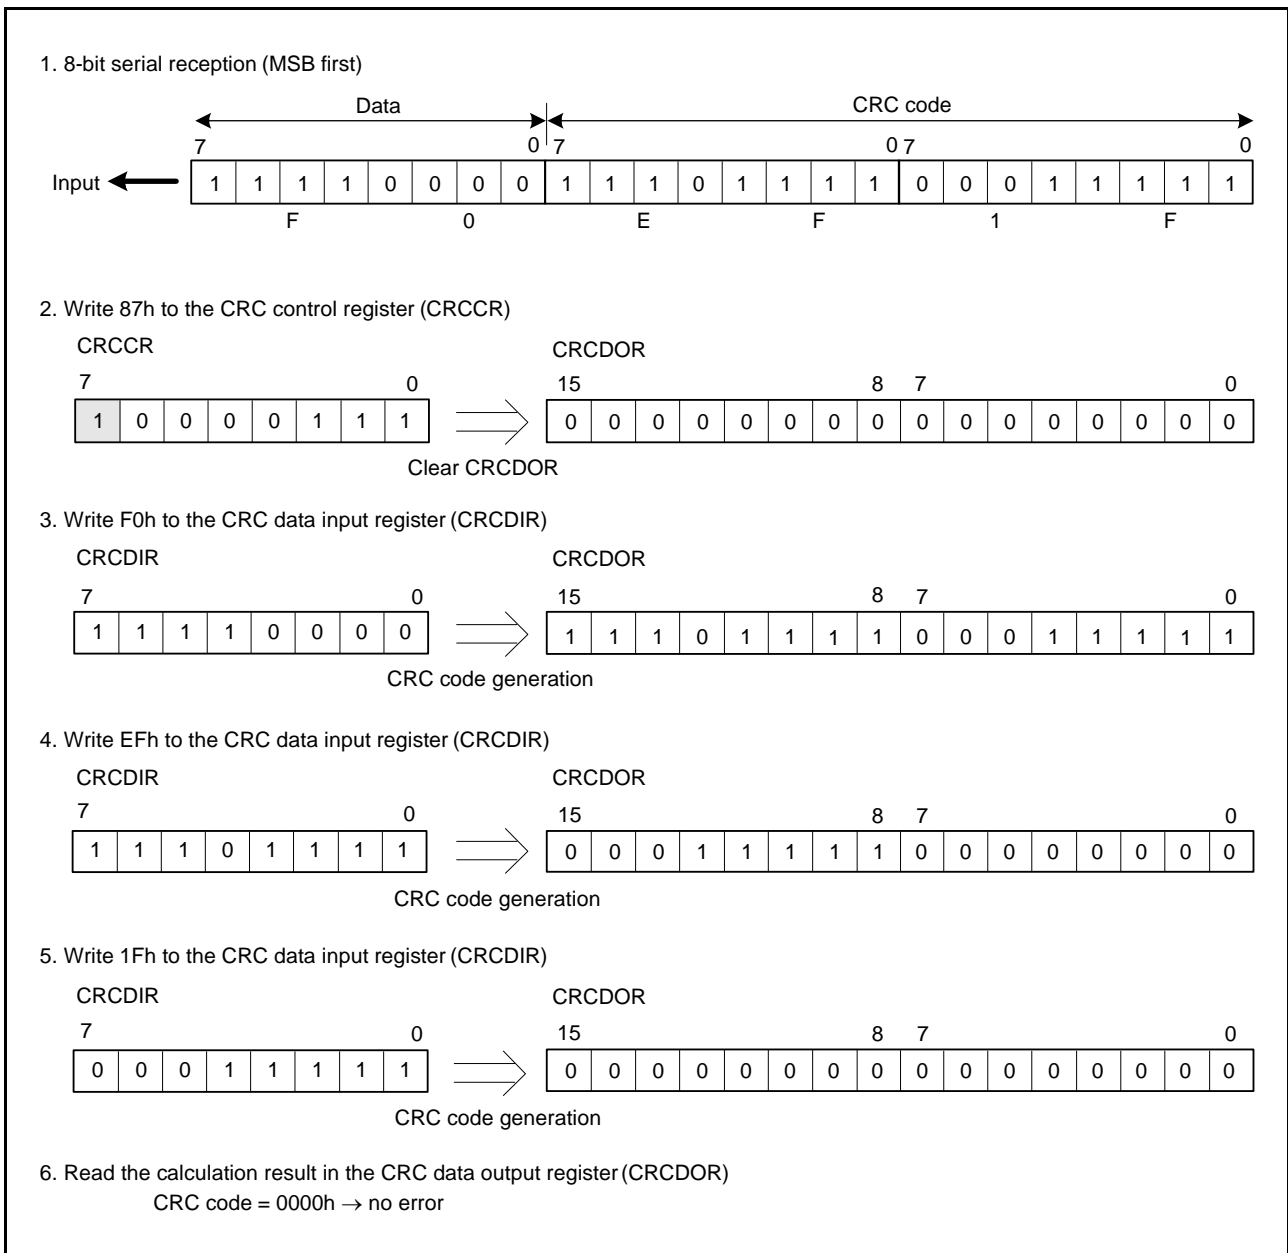 1. 8-bit serial reception (MSB first)
Data CRC code
7 0 7 0 7 0
Input 1 1 1 1 0 0 0 0 1 1 1 0 1 1 1 1 0 0 0 1 1 1 1 1
F 0 E F 1 F
2. Write 87h to the CRC control register (CRCCR)
CRCCR CRCDOR
7 0 15 8 7 0
1 0 0 0 0 1 1 1 0 0 0 0 0 0 0 0 0 0 0 0 0 0 0 0
Clear CRCDOR
3. Write F0h to the CRC data input register (CRCDIR)
CRCDIR CRCDOR
7 0 15 8 7 0
1 1 1 1 0 0 0 0 1 1 1 0 1 1 1 1 0 0 0 1 1 1 1 1
CRC code generation
4. Write EFh to the CRC data input register (CRCDIR)
CRCDIR CRCDOR
7 0 15 8 7 0
1 1 1 0 1 1 1 1 0 0 0 1 1 1 1 1 0 0 0 0 0 0 0 0
CRC code generation
5. Write 1Fh to the CRC data input register (CRCDIR)
CRCDIR CRCDOR
7 0 15 8 7 0
0 0 0 1 1 1 1 1 0 0 0 0 0 0 0 0 0 0 0 0 0 0 0 0
CRC code generation
6. Read the calculation result in the CRC data output register (CRCDOR)
CRC code = 0000h → no error